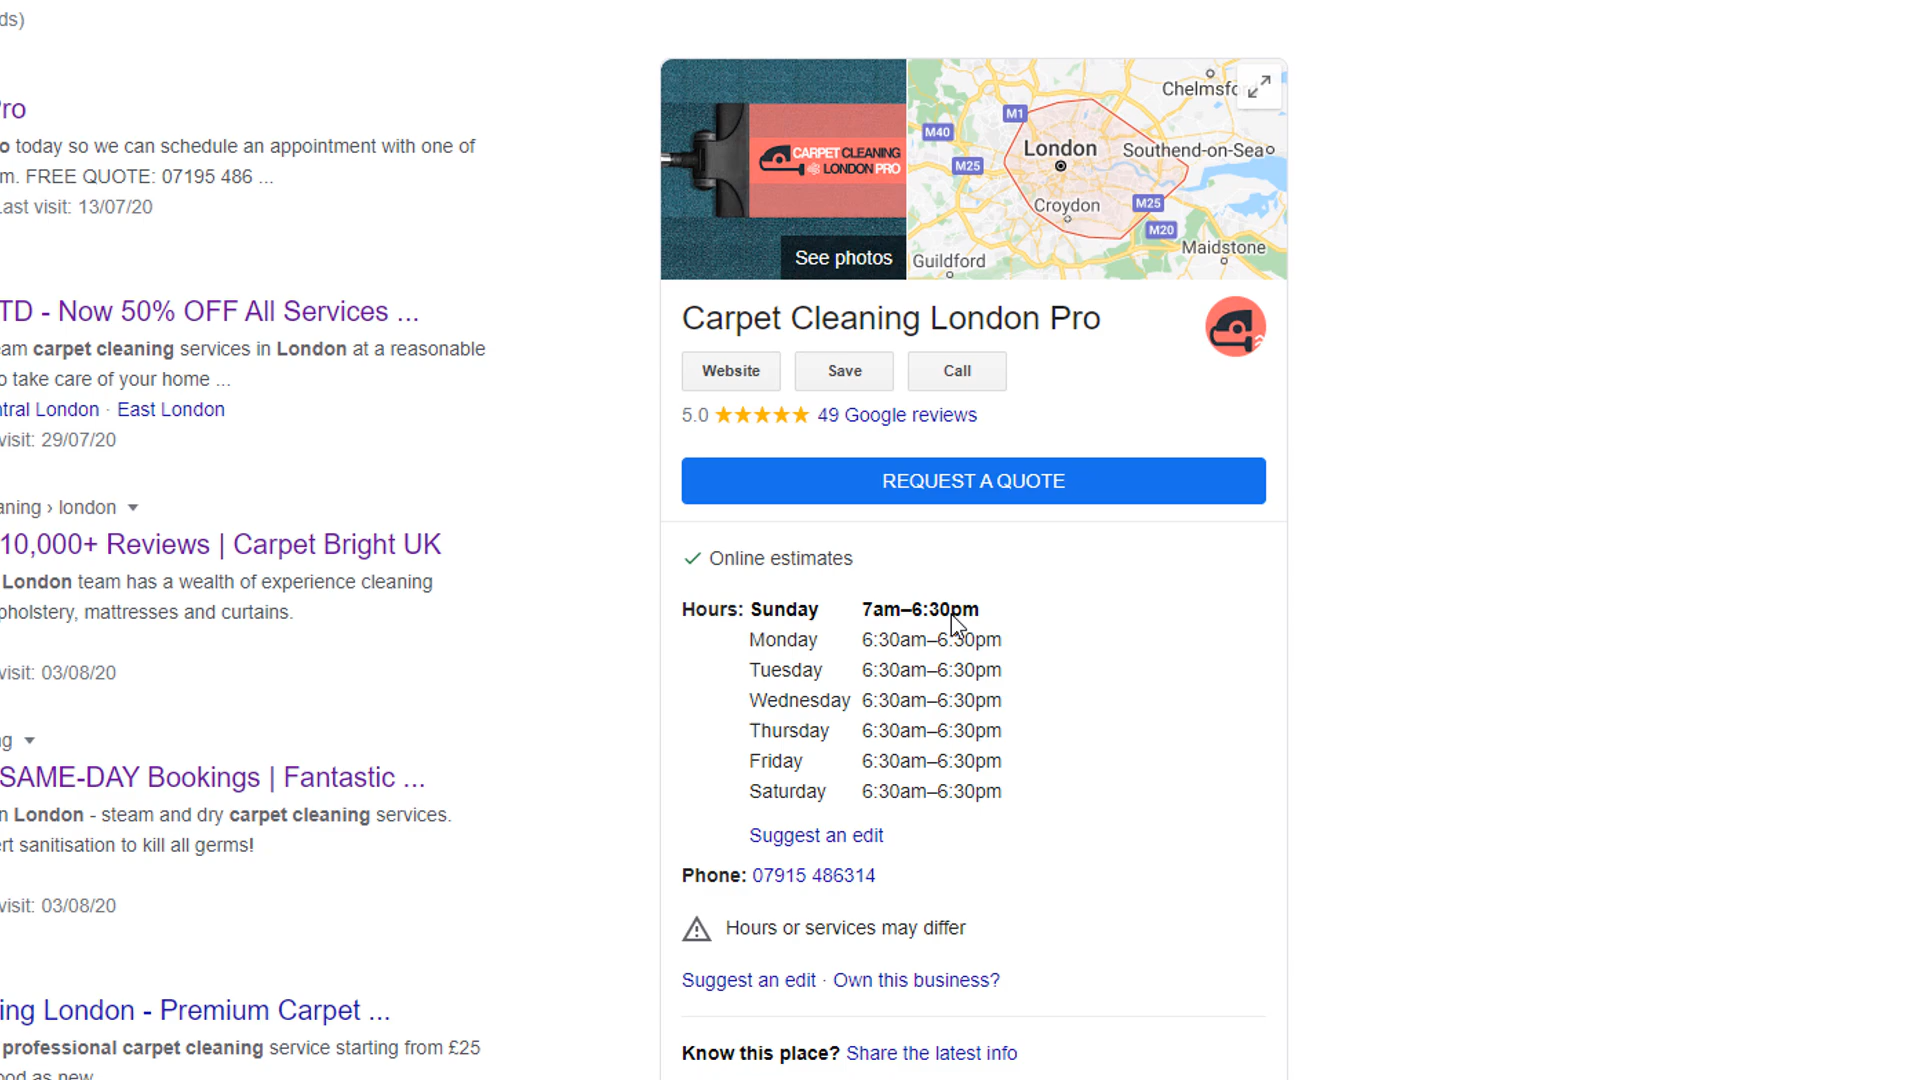 ds)
Pro
o today so we can schedule an appointment with one of
m. FREE QUOTE: 07195 486 ...
Last visit: 13/07/20
TD - Now 50% OFF All Services ...
eam carpet cleaning services in London at a reasonable
o take care of your home ...
ntral London · East London
visit: 29/07/20
aning › london
10,000+ Reviews | Carpet Bright UK
London team has a wealth of experience cleaning
pholstery, mattresses and curtains.
visit: 03/08/20
ng
SAME-DAY Bookings | Fantastic ...
n London - steam and dry carpet cleaning services.
ert sanitisation to kill all germs!
visit: 03/08/20
ing London - Premium Carpet ...
professional carpet cleaning service starting from £25
ood as new
CARPET CLEANING
LONDON PRO
See photos
Chelmsfo
M1
M40
London
Southend-on-Sea
M25
Croydon
M25
M20
Maidstone
Guildford
Carpet Cleaning London Pro
Website
Save
Call
5.0 49 Google reviews
REQUEST A QUOTE
Online estimates
Hours: Sunday 7am–6:30pm
Monday 6:30am–6:30pm
Tuesday 6:30am–6:30pm
Wednesday 6:30am–6:30pm
Thursday 6:30am–6:30pm
Friday 6:30am–6:30pm
Saturday 6:30am–6:30pm
Suggest an edit
Phone: 07915 486314
Hours or services may differ
Suggest an edit · Own this business?
Know this place? Share the latest info